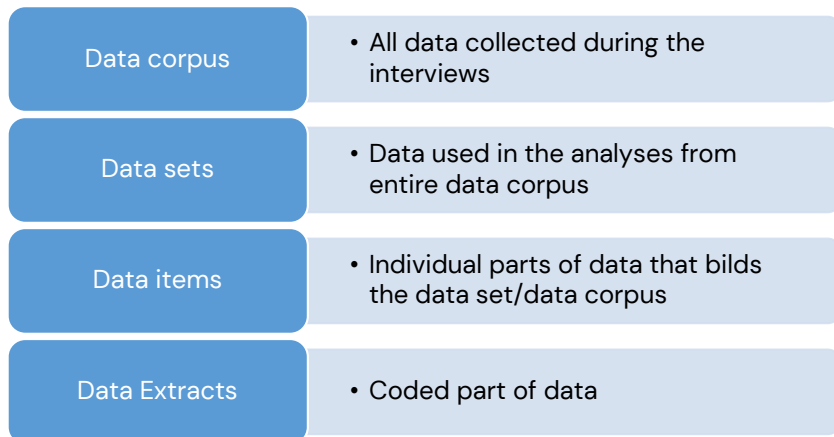 Data corpus
• All data collected during the
interviews
Data sets
• Data used in the analyses from
entire data corpus
Data items
• Individual parts of data that bilds
the data set/data corpus
Data Extracts
• Coded part of data